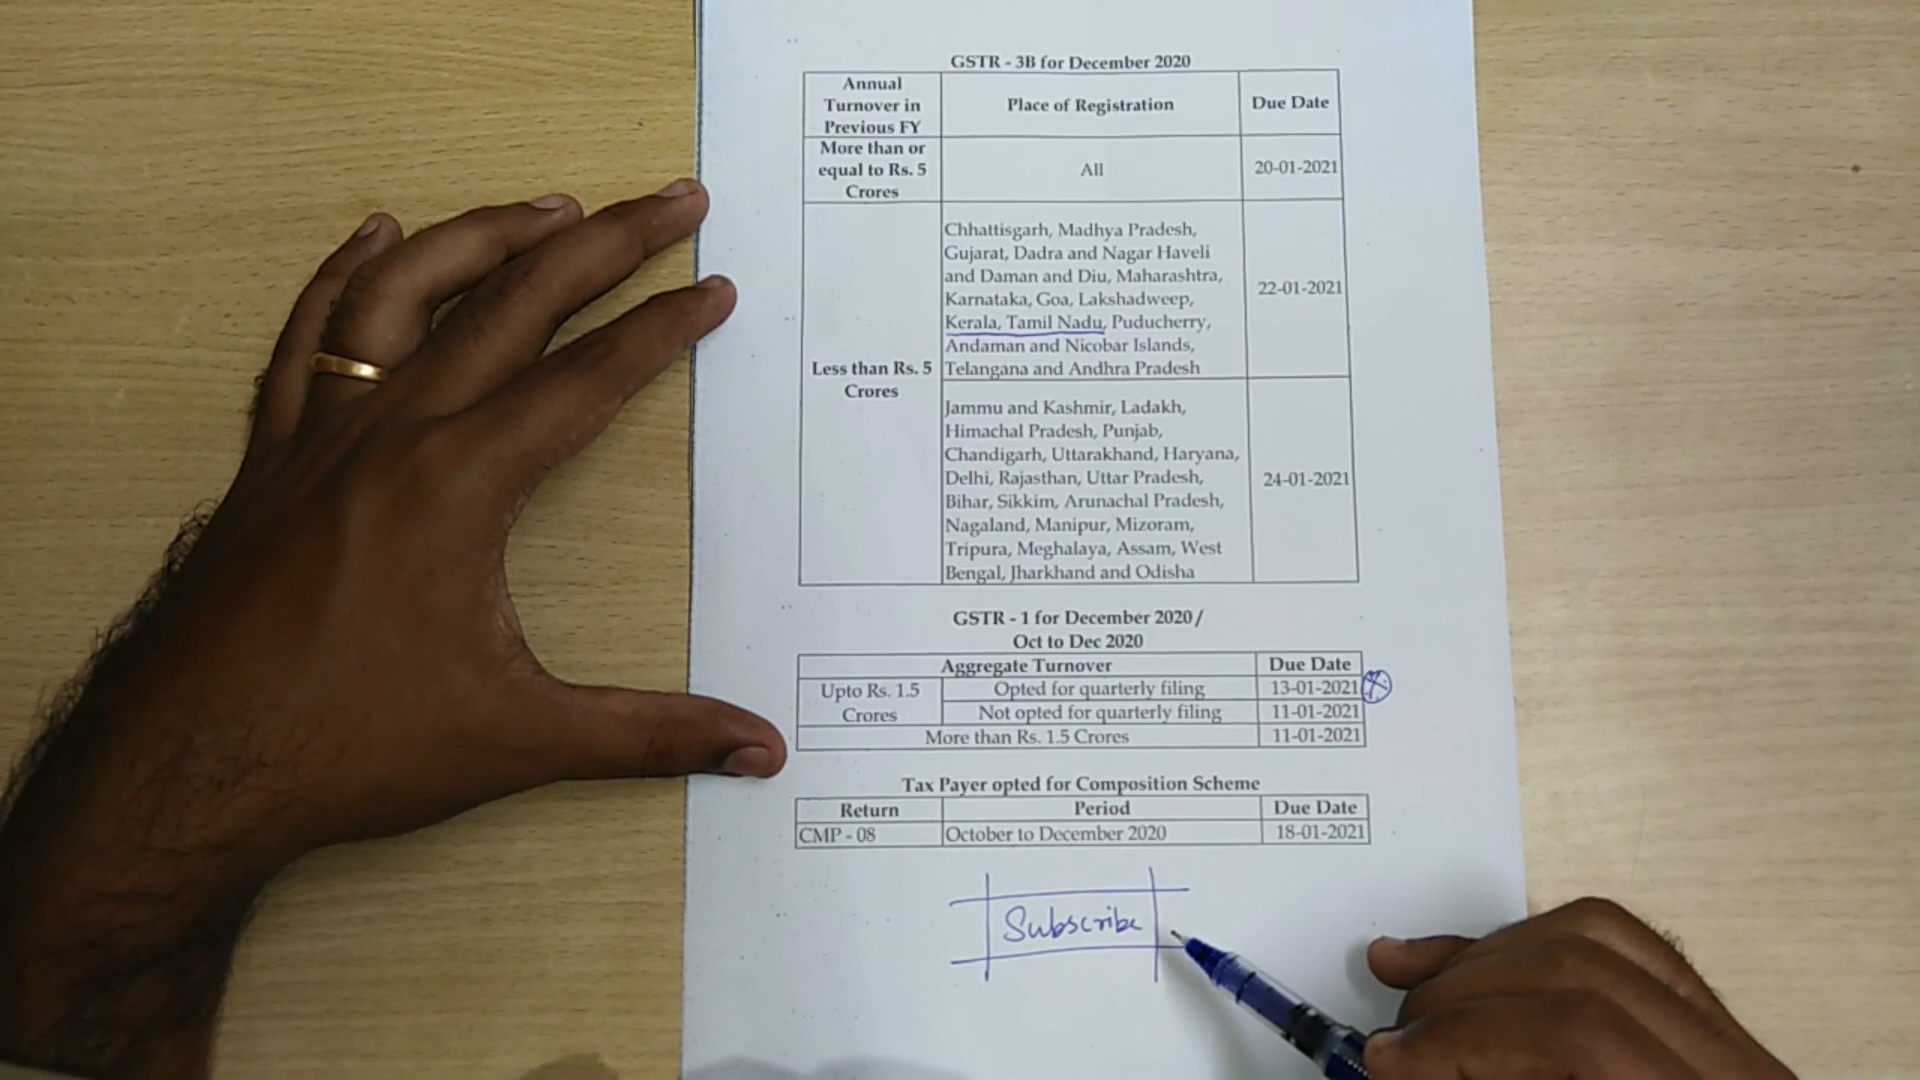 GSTR - 3B for December 2020
Annual
Turnover in
Previous FY
Place of Registration
Due Date
More than or
equal to Rs. 5
Crores
All
20-01-2021
Less than Rs. 5
Crores
Chhattisgarh, Madhya Pradesh,
Gujarat, Dadra and Nagar Haveli
and Daman and Diu, Maharashtra,
Karnataka, Goa, Lakshadweep,
Kerala, Tamil Nadu, Puducherry,
Andaman and Nicobar Islands,
Telangana and Andhra Pradesh
22-01-2021
Jammu and Kashmir, Ladakh,
Himachal Pradesh, Punjab,
Chandigarh, Uttarakhand, Haryana,
Delhi, Rajasthan, Uttar Pradesh,
Bihar, Sikkim, Arunachal Pradesh,
Nagaland, Manipur, Mizoram,
Tripura, Meghalaya, Assam, West
Bengal, Jharkhand and Odisha
24-01-2021
GSTR - 1 for December 2020/
Oct to Dec 2020
Aggregate Turnover
Due Date
Upto Rs. 1.5
Crores
Opted for quarterly filing
13-01-2021
Not opted for quarterly filing
11-01-2021
More than Rs. 1.5 Crores
11-01-2021
Tax Payer opted for Composition Scheme
Return
Period
Due Date
CMP - 08
October to December 2020
18-01-2021
Subscribe